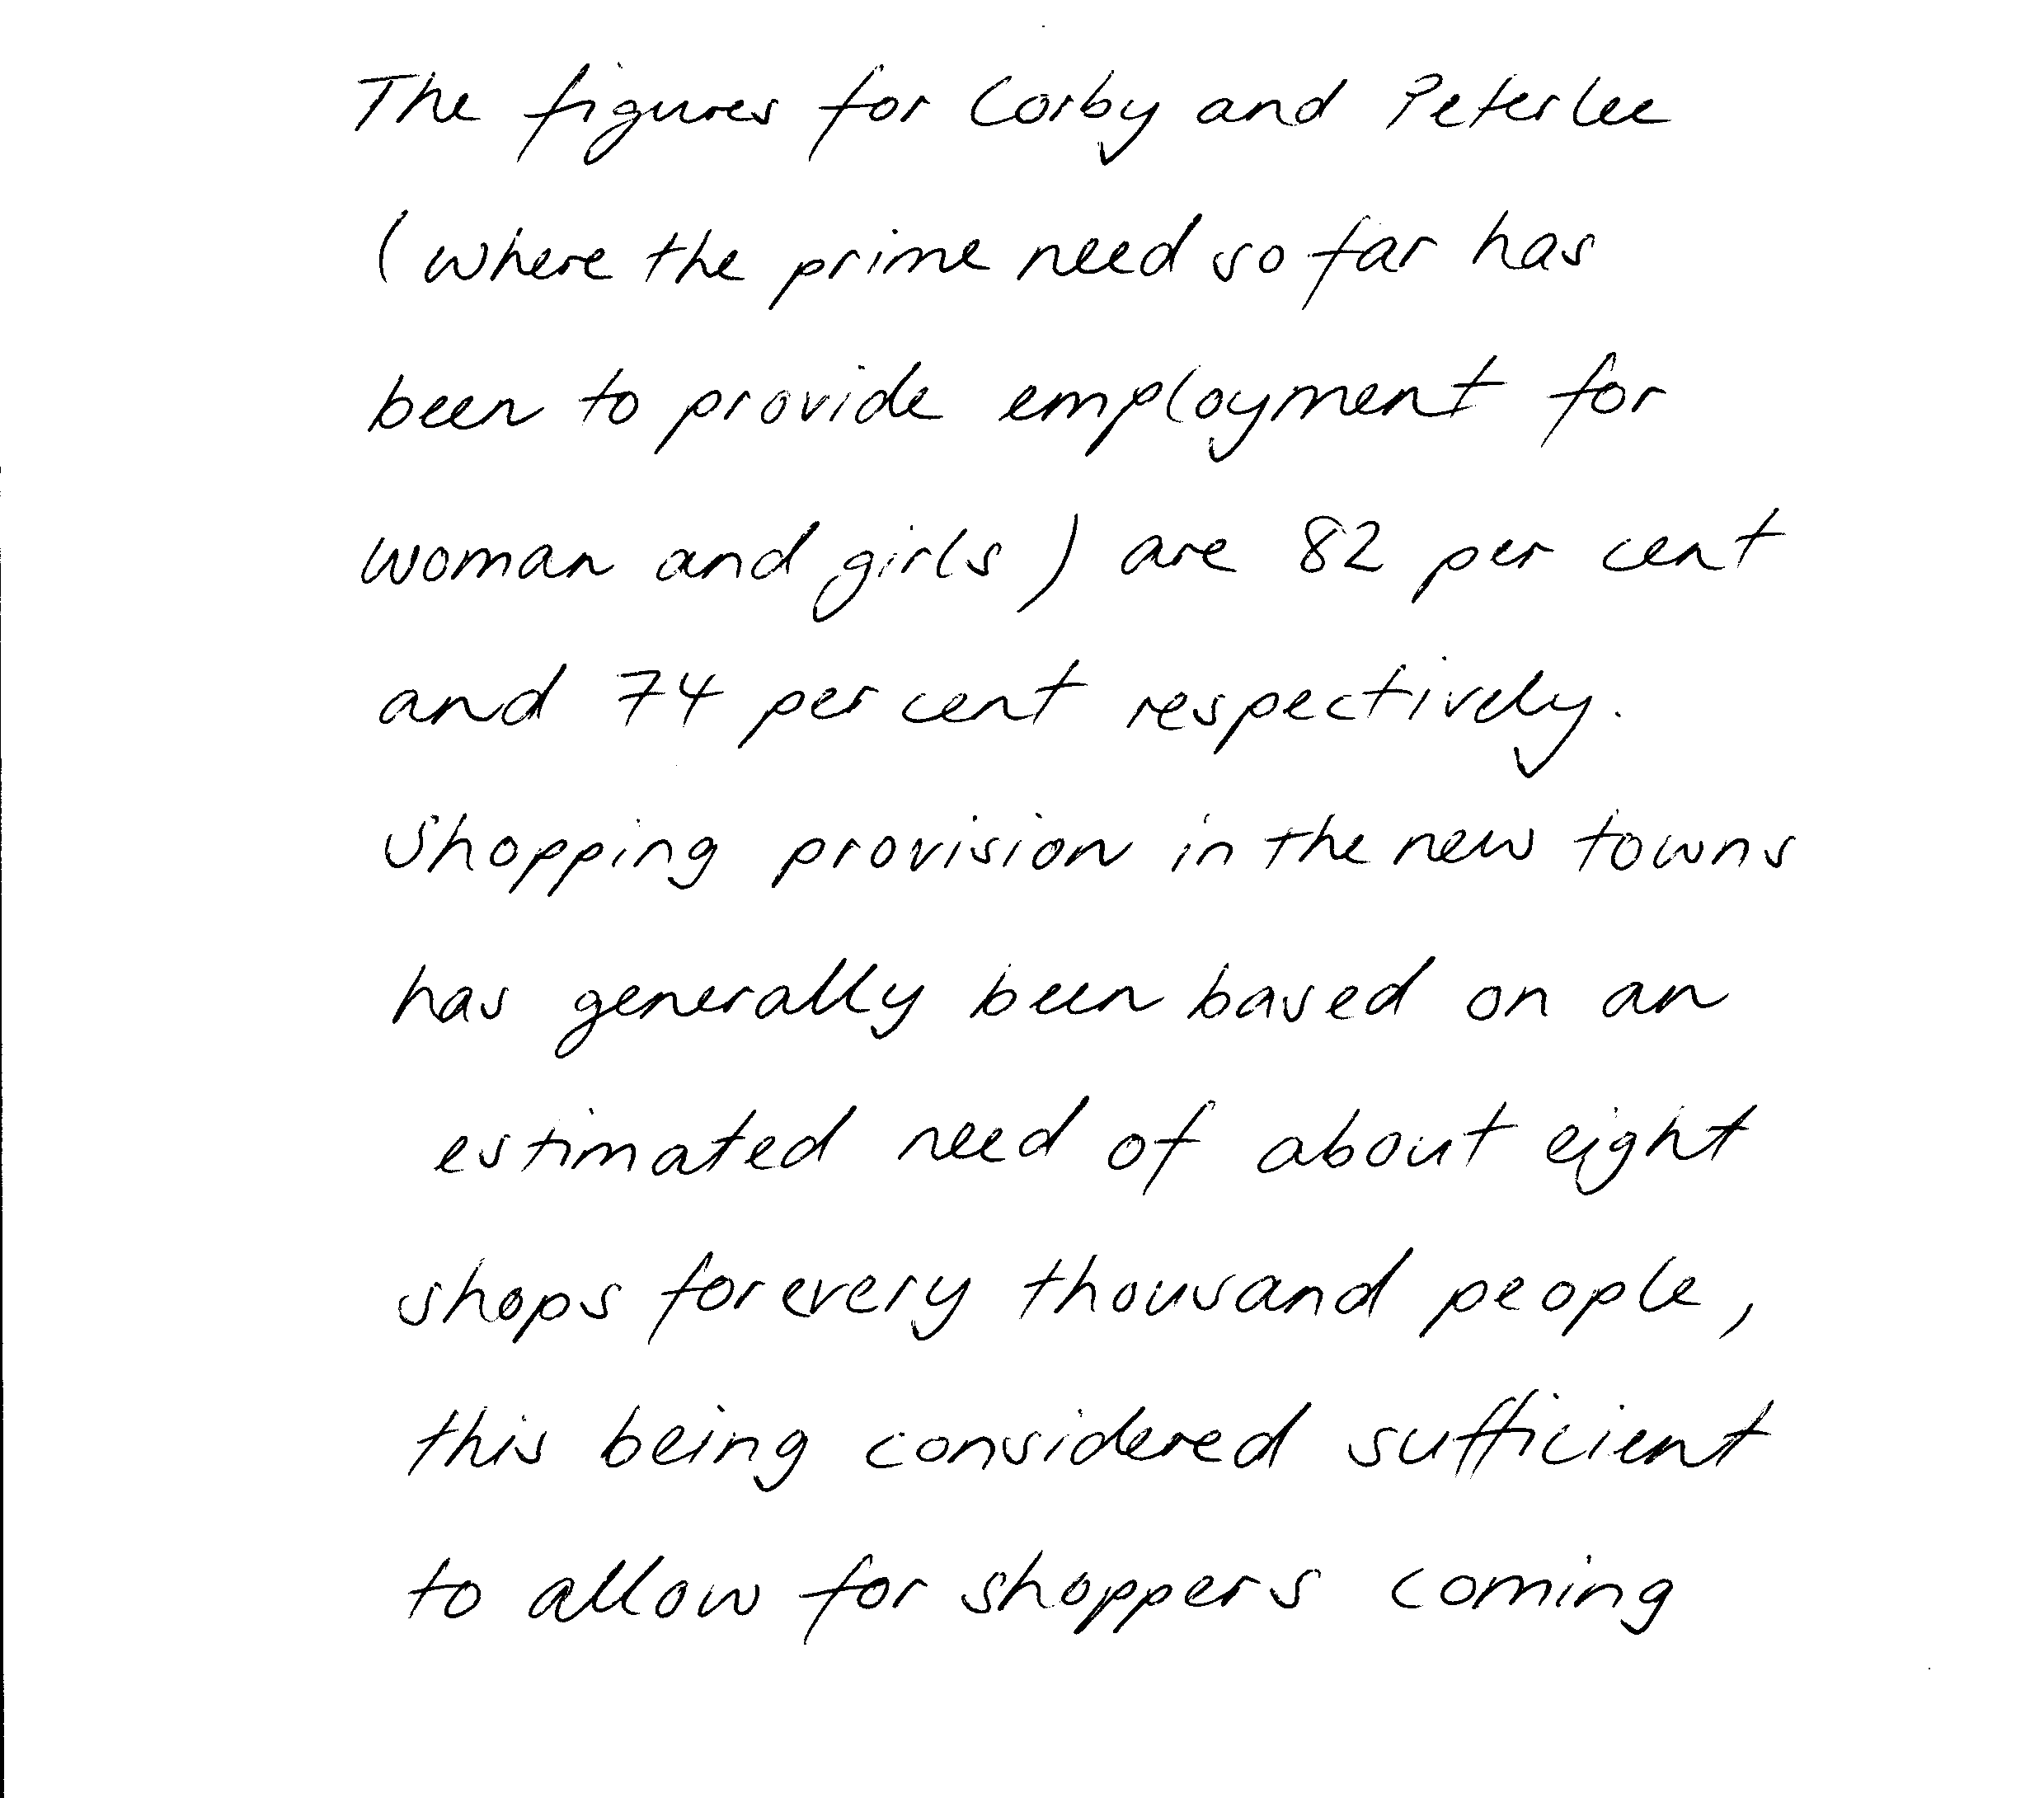 The figures for Corby and Peterlee
(where the prime need so far has
been to provide employment for
woman and girls) are 82 per cent
and 74 per cent respectively.
Shopping provision in the new towns
has generally been based on an
estimated need of about eight
shops for every thousand people,
this being considered sufficient
to allow for shoppers coming